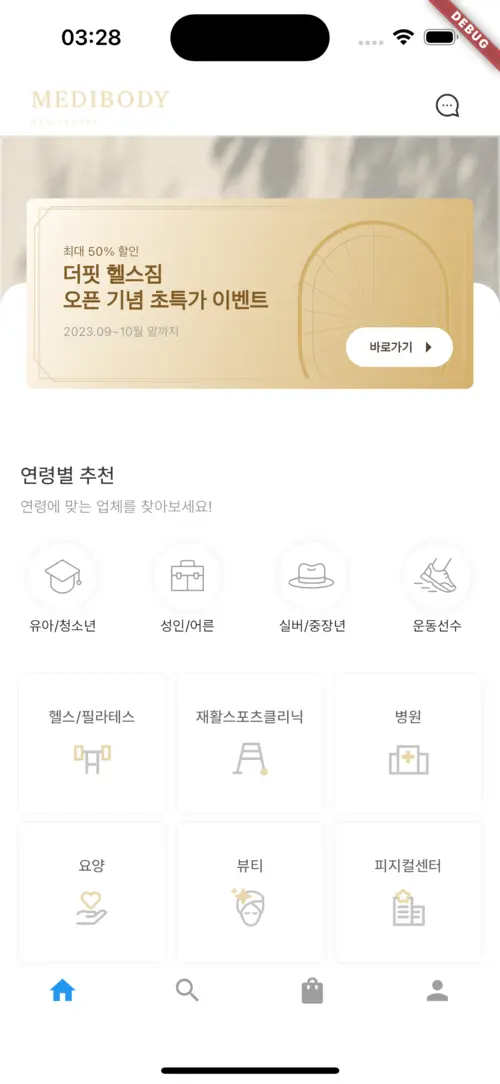 03:28
DEBUG
MEDIBODY
최대 50% 할인
더핏 헬스짐
오픈 기념 초특가 이벤트
2023.09~10월 말까지
바로가기
연령별 추천
연령에 맞는 업체를 찾아보세요!
유아/청소년
성인/어른
실버/중장년
운동선수
헬스/필라테스
재활스포츠클리닉
병원
요양
뷰티
피지컬센터